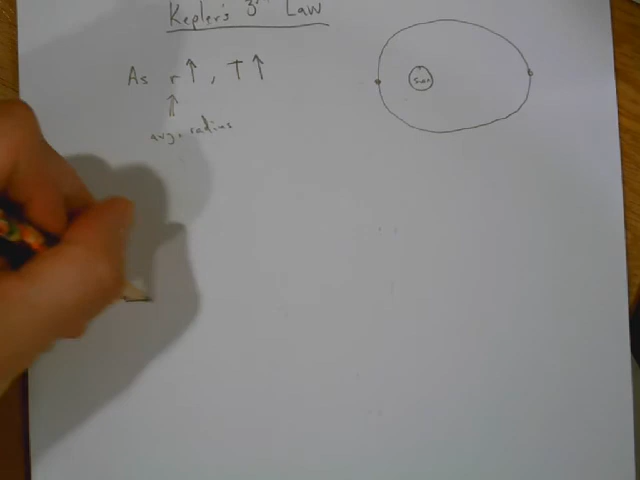 Kepler's 3rd Law
As r ↑, T ↑
↑
avg. radius
Sun